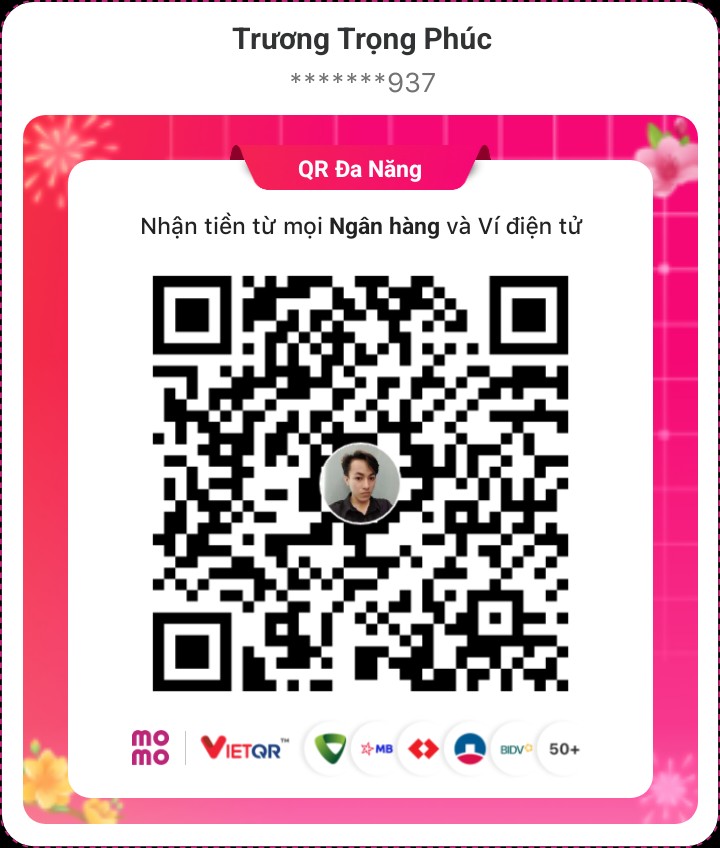 Trương Trọng Phúc
*******937
QR Đa Năng
Nhận tiền từ mọi Ngân hàng và Ví điện tử
mo
mo
VIETQR™
MB
BIDV
50+